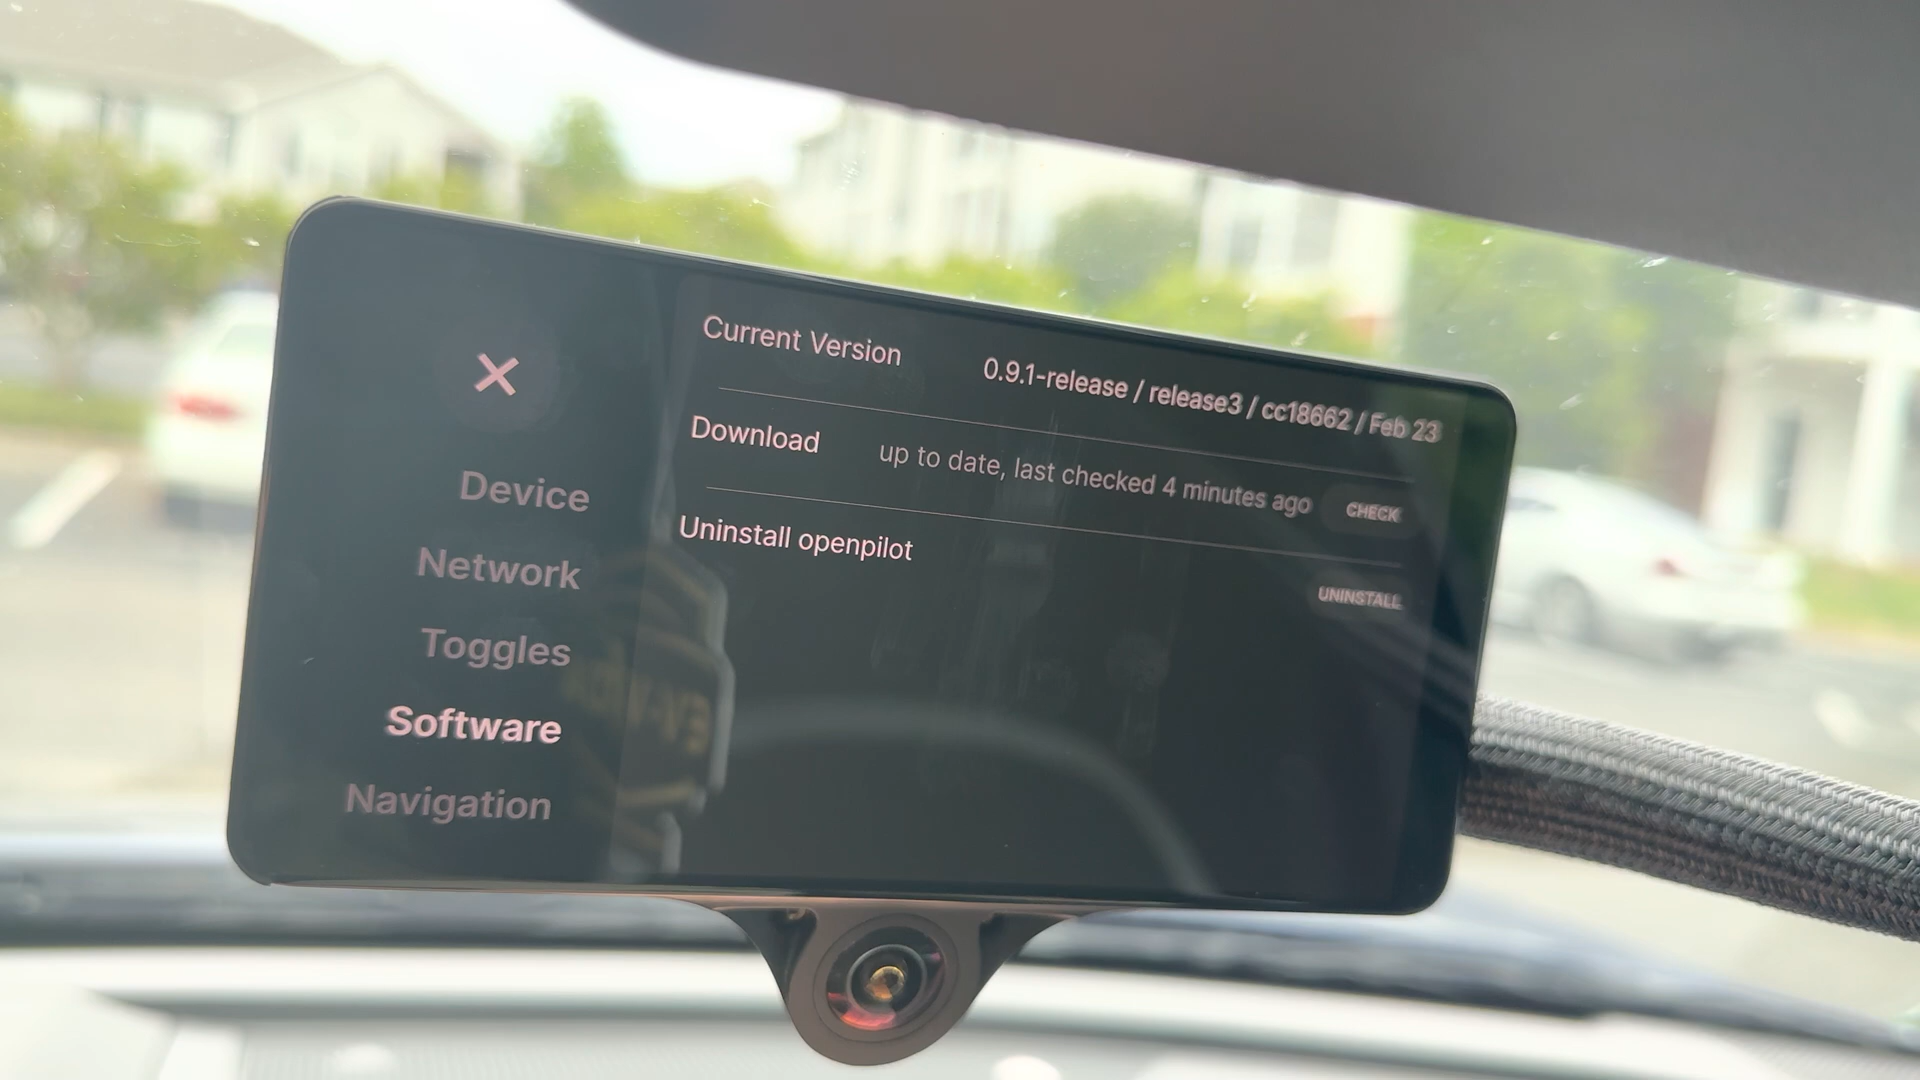 ×
Device
Network
Toggles
Software
Navigation
Current Version 0.9.1-release / release3 / cc18662 / Feb 23
Download up to date, last checked 4 minutes ago CHECK
Uninstall openpilot UNINSTALL